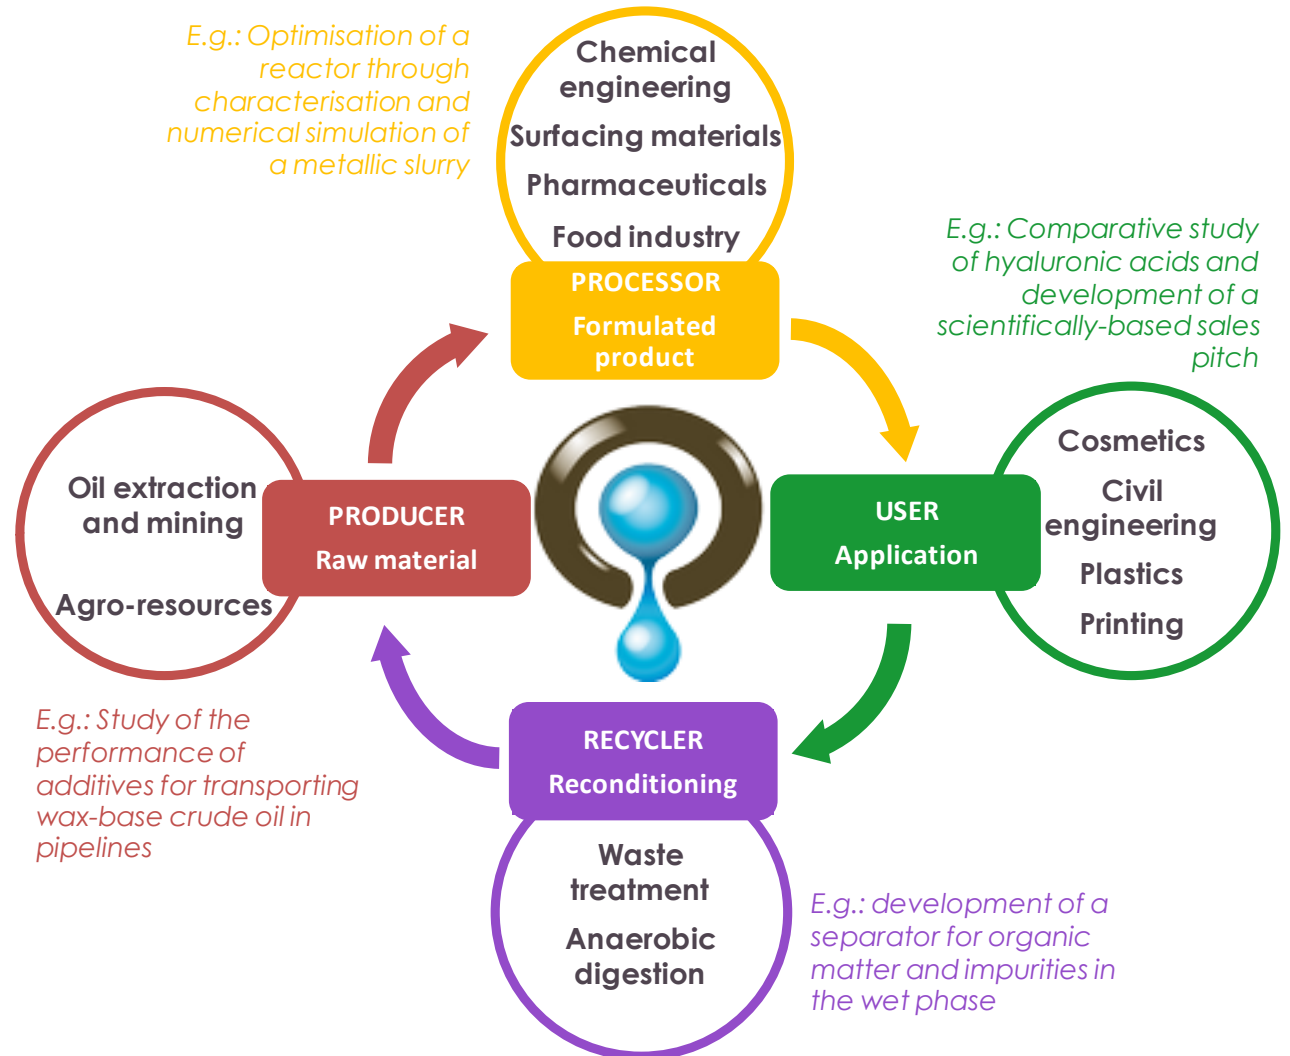 E.g.: Optimisation of a
reactor through
characterisation and
numerical simulation of
a metallic slurry
Chemical
engineering
Surfacing materials
Pharmaceuticals
Food industry
PROCESSOR
Formulated
product
E.g.: Comparative study
of hyaluronic acids and
development of a
scientifically-based sales
pitch
Cosmetics
Civil
engineering
Plastics
Printing
USER
Application
Oil extraction
and mining
Agro-resources
PRODUCER
Raw material
E.g.: Study of the
performance of
additives for transporting
wax-base crude oil in
pipelines
RECYCLER
Reconditioning
Waste
treatment
Anaerobic
digestion
E.g.: development of a
separator for organic
matter and impurities in
the wet phase